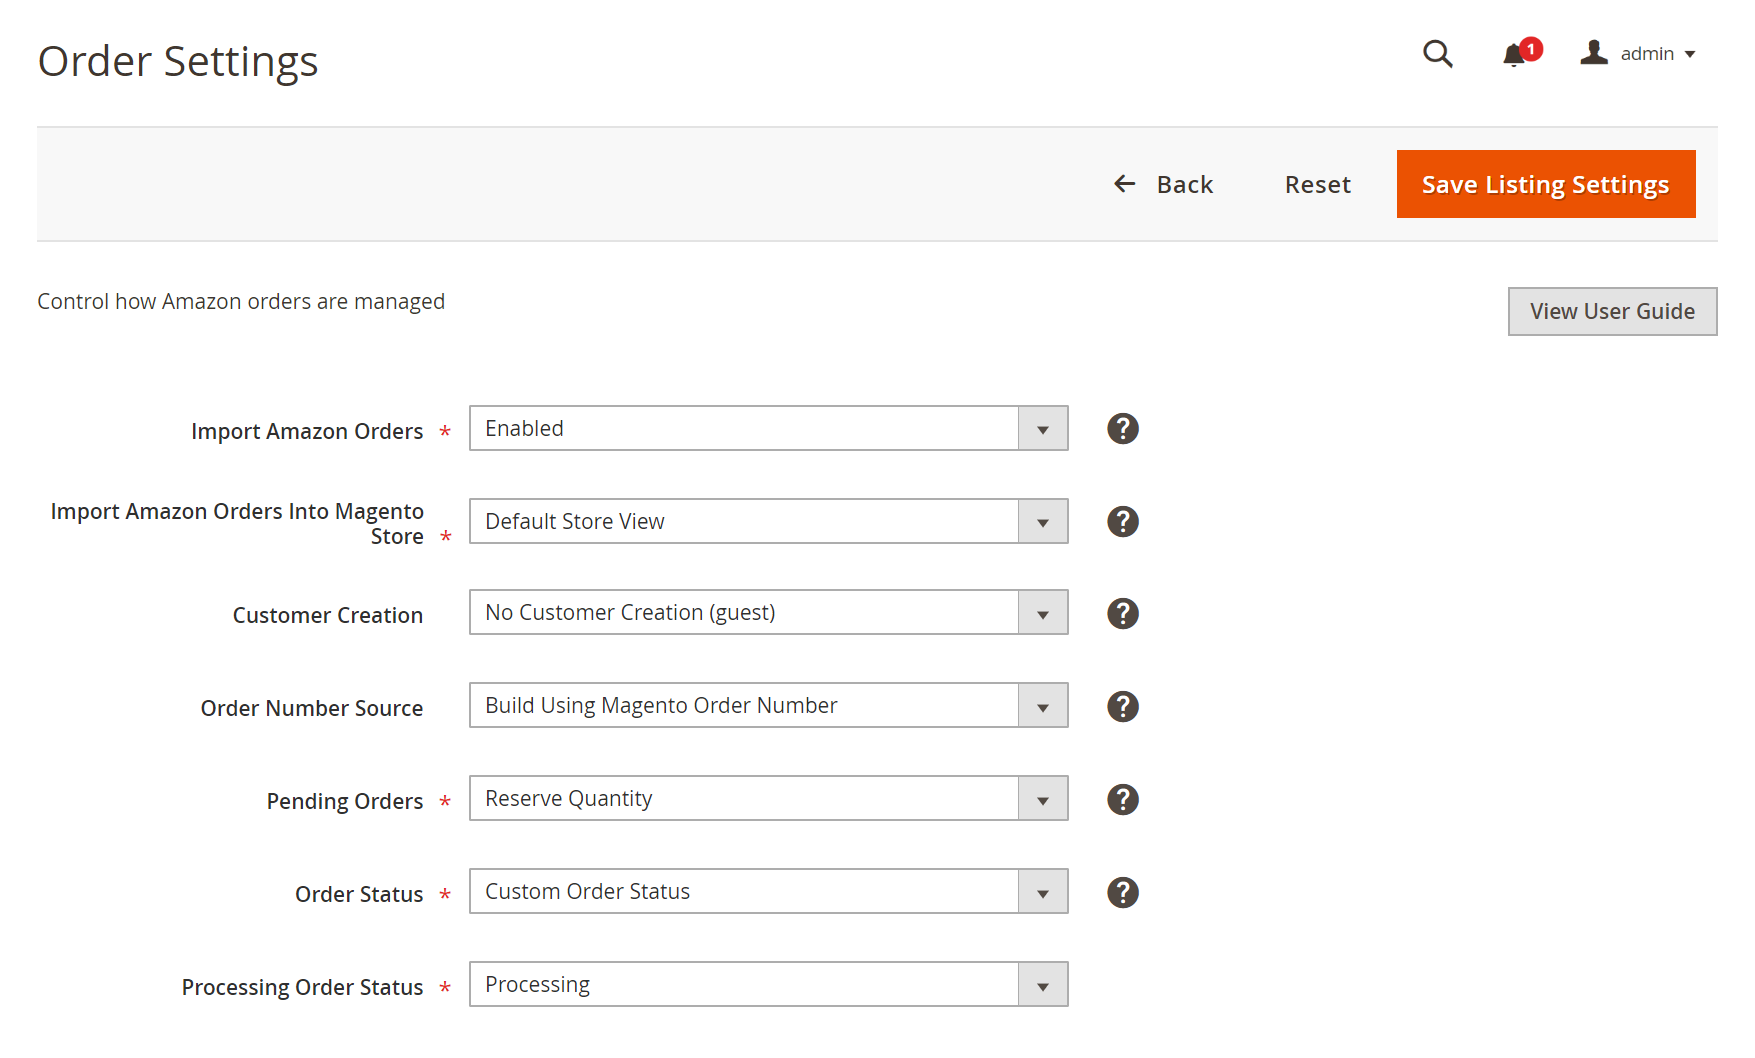 Order Settings
1
admin
Back
Reset
Save Listing Settings
Control how Amazon orders are managed
View User Guide
Import Amazon Orders *
Enabled
?
Import Amazon Orders Into Magento
Store *
Default Store View
?
Customer Creation
No Customer Creation (guest)
?
Order Number Source
Build Using Magento Order Number
?
Pending Orders *
Reserve Quantity
?
Order Status *
Custom Order Status
?
Processing Order Status *
Processing